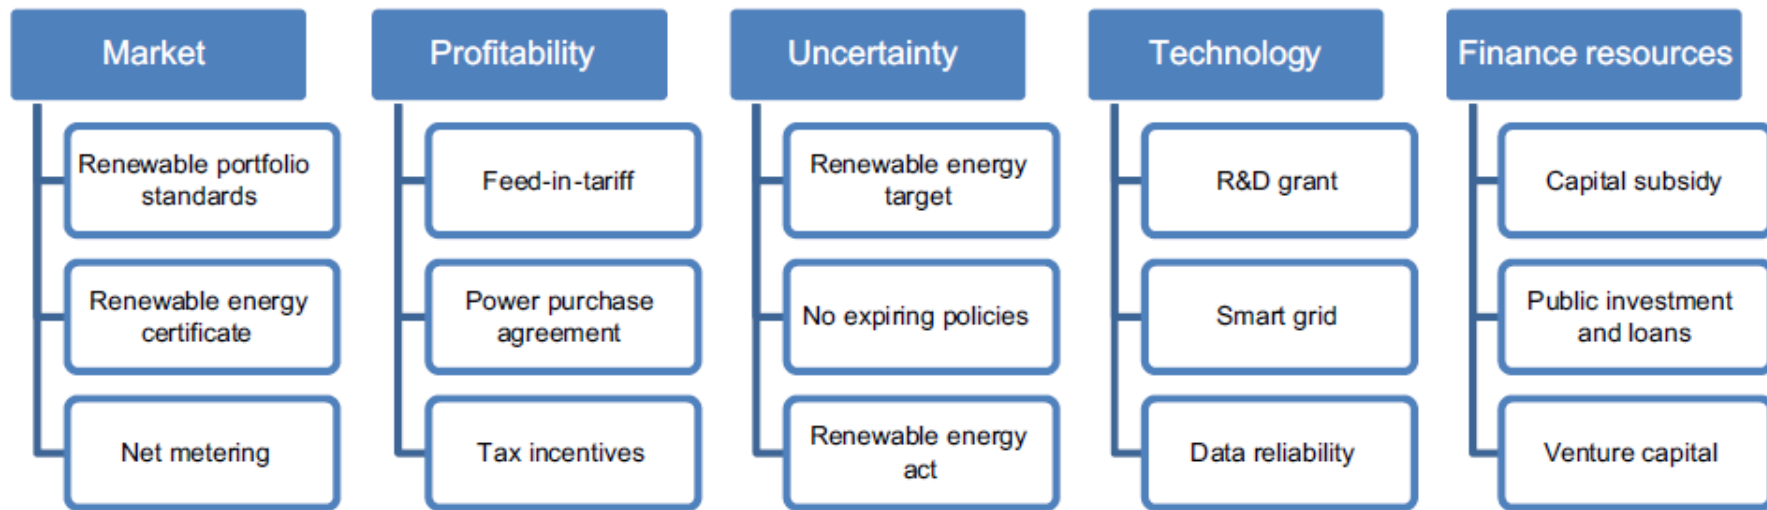 Market
Renewable portfolio
standards
Renewable energy
certificate
Net metering
Profitability
Feed-in-tariff
Power purchase
agreement
Tax incentives
Uncertainty
Renewable energy
target
No expiring policies
Renewable energy
act
Technology
R&D grant
Smart grid
Data reliability
Finance resources
Capital subsidy
Public investment
and loans
Venture capital